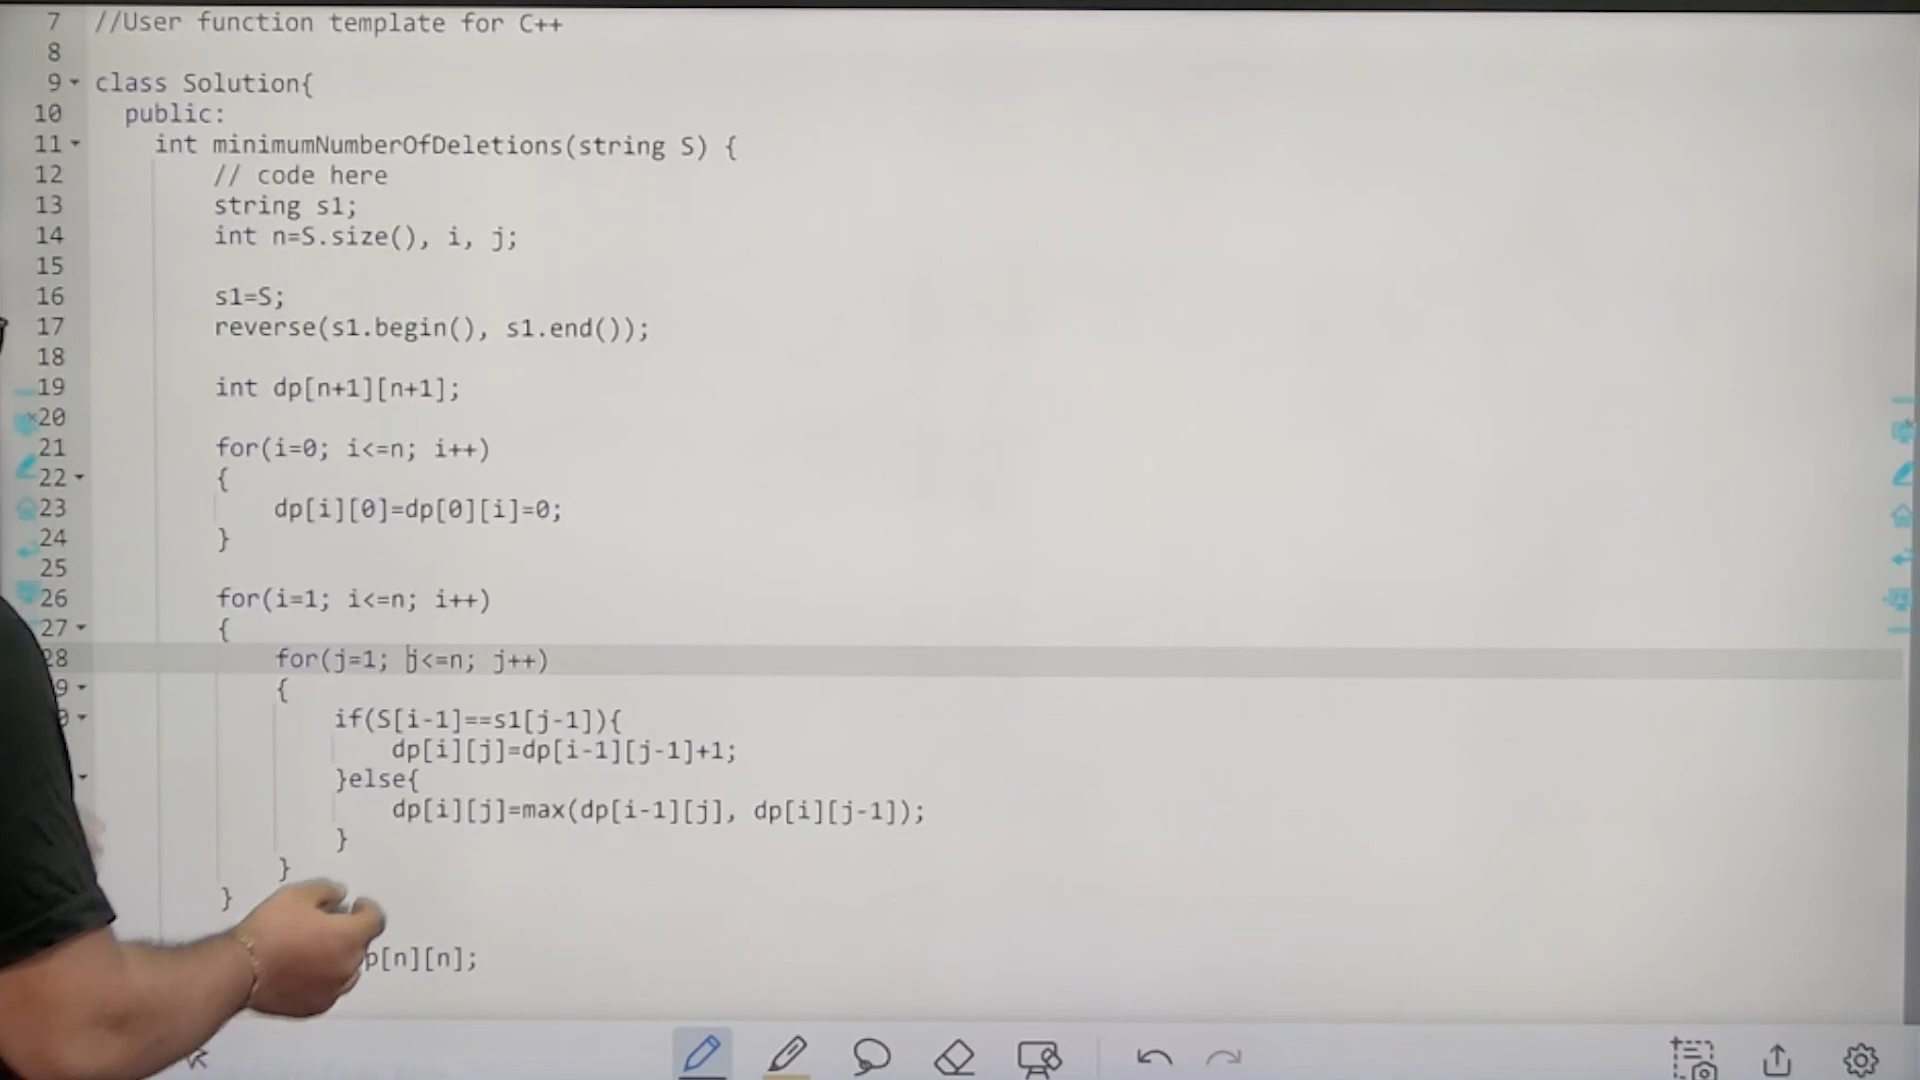 7 //User function template for C++
8
9 class Solution{
10 public:
11 int minimumNumberOfDeletions(string S) {
12 // code here
13 string s1;
14 int n=S.size(), i, j;
15
16 s1=S;
17 reverse(s1.begin(), s1.end());
18
19 int dp[n+1][n+1];
20
21 for(i=0; i<=n; i++)
22 {
23 dp[i][0]=dp[0][i]=0;
24 }
25
26 for(i=1; i<=n; i++)
27 {
28 for(j=1; j<=n; j++)
9 {
if(S[i-1]==s1[j-1]){
dp[i][j]=dp[i-1][j-1]+1;
}else{
dp[i][j]=max(dp[i-1][j], dp[i][j-1]);
}
}
}
p[n][n];